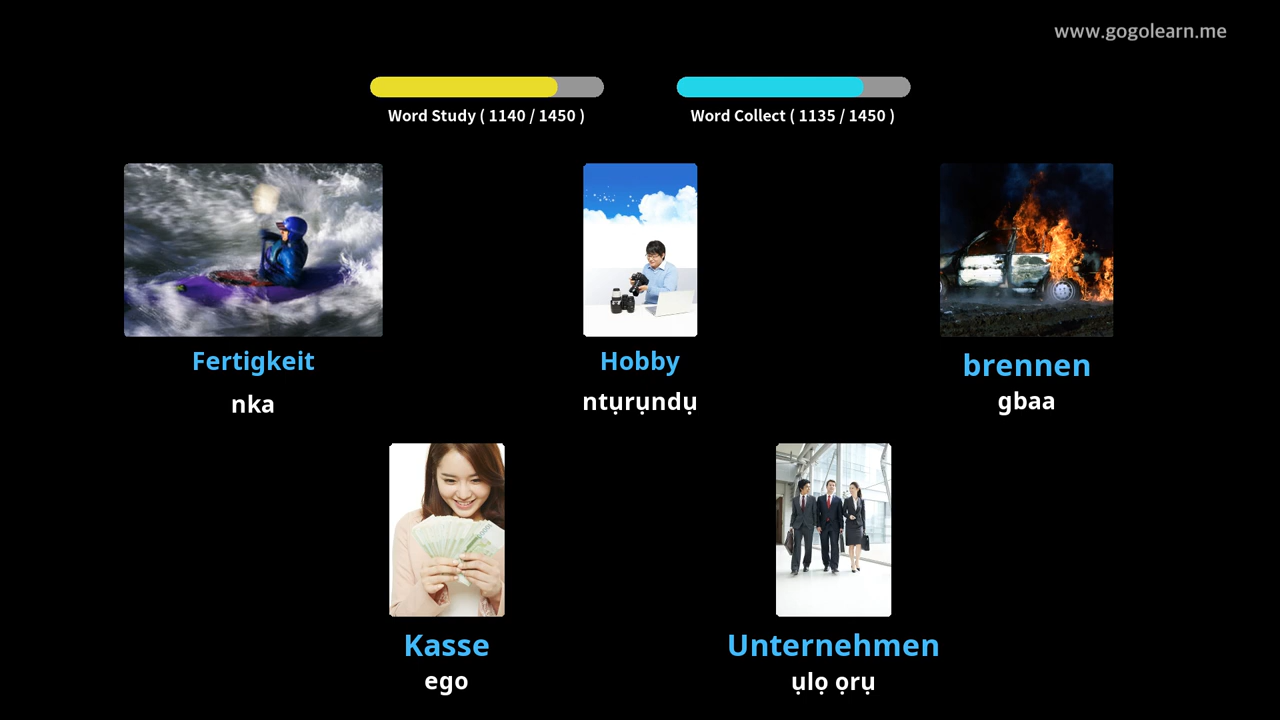 www.gogolearn.me
Word Study ( 1140 / 1450 )
Word Collect ( 1135 / 1450 )
Fertigkeit
nka
Hobby
ntụrụndụ
brennen
gbaa
Kasse
ego
Unternehmen
ụlọ ọrụ